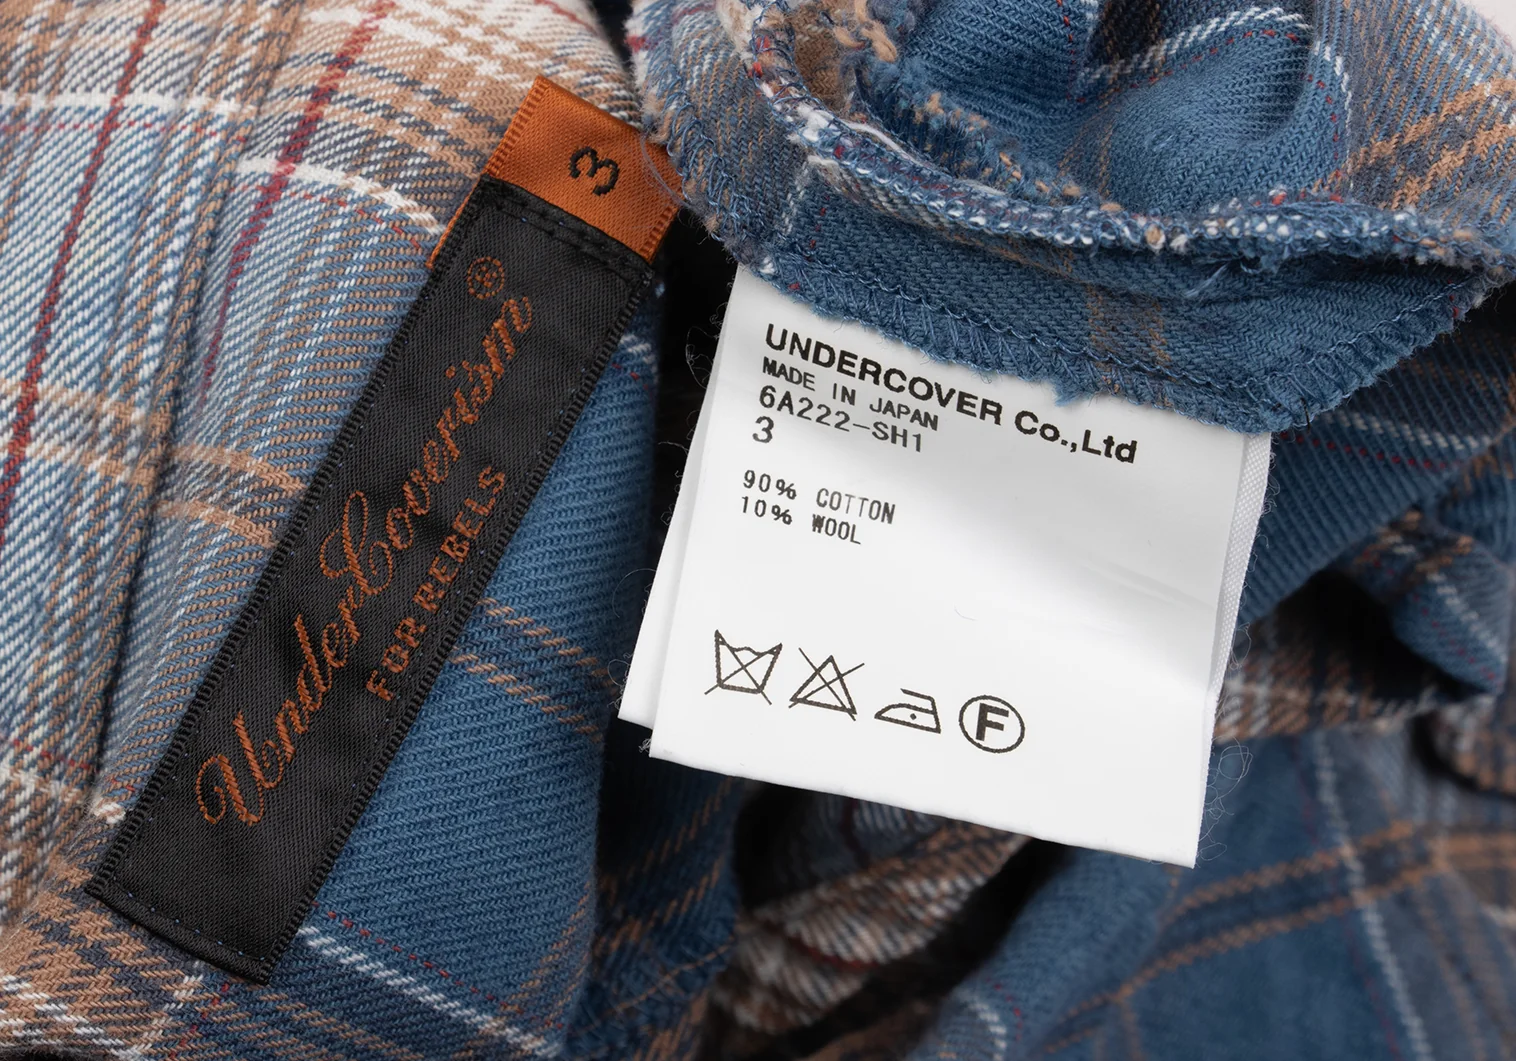 3
UnderCoverism®
FOR REBELS
UNDERCOVER Co.,Ltd
MADE IN JAPAN
6A222-SH1
3
90% COTTON
10% WOOL
F